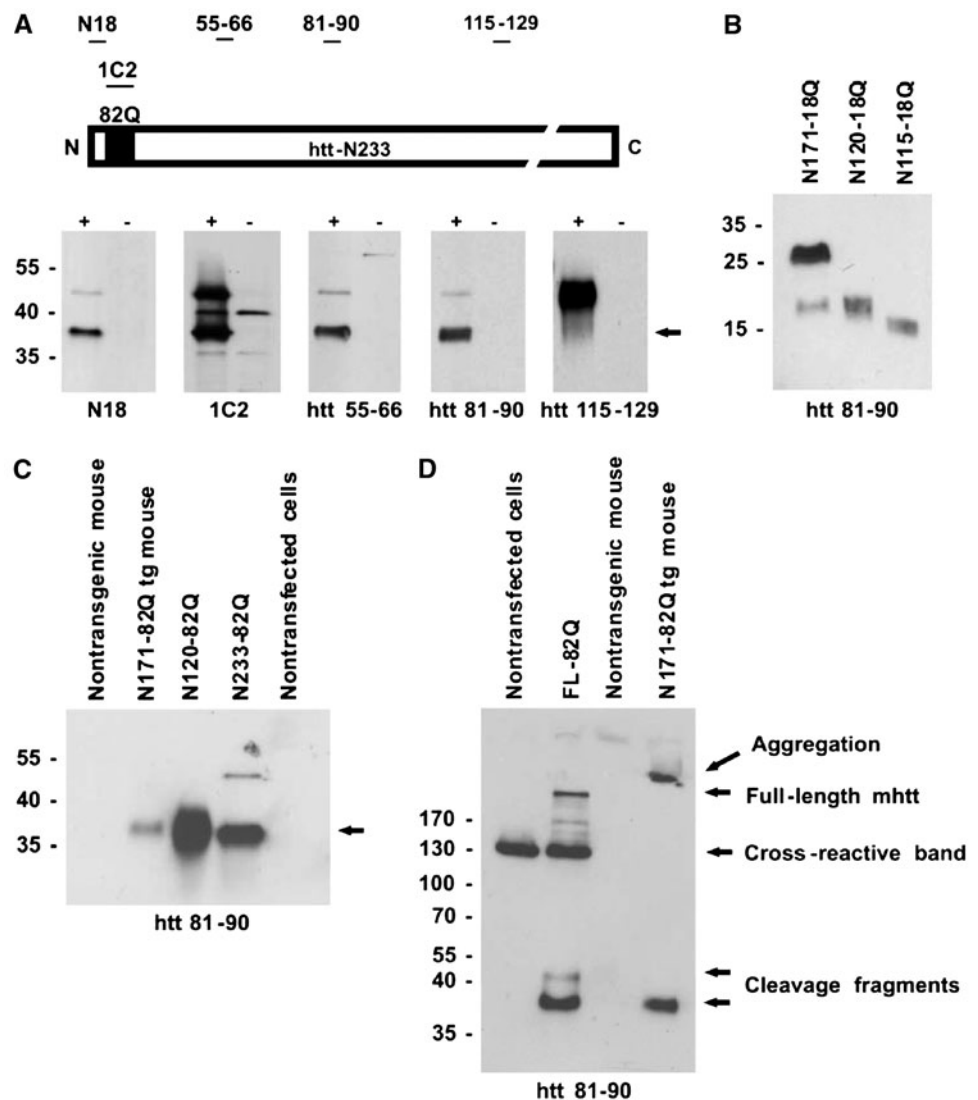 A
N18 55-66 81-90 115-129
1C2
82Q
N htt-N233 C
+ - + - + - + - + -
55 -
40 -
35 -
N18 1C2 htt 55-66 htt 81-90 htt 115-129
B
N171-18Q
N120-18Q
N115-18Q
35 -
25 -
15 -
htt 81-90
C
Nontransgenic mouse
N171-82Q tg mouse
N120-82Q
N233-82Q
Nontransfected cells
55 -
40 -
35 -
htt 81-90
D
Nontransfected cells
FL-82Q
Nontransgenic mouse
N171-82Q tg mouse
Aggregation
Full-length mhtt
170 -
130 -
Cross-reactive band
100 -
70 -
55 -
40 -
Cleavage fragments
35 -
htt 81-90